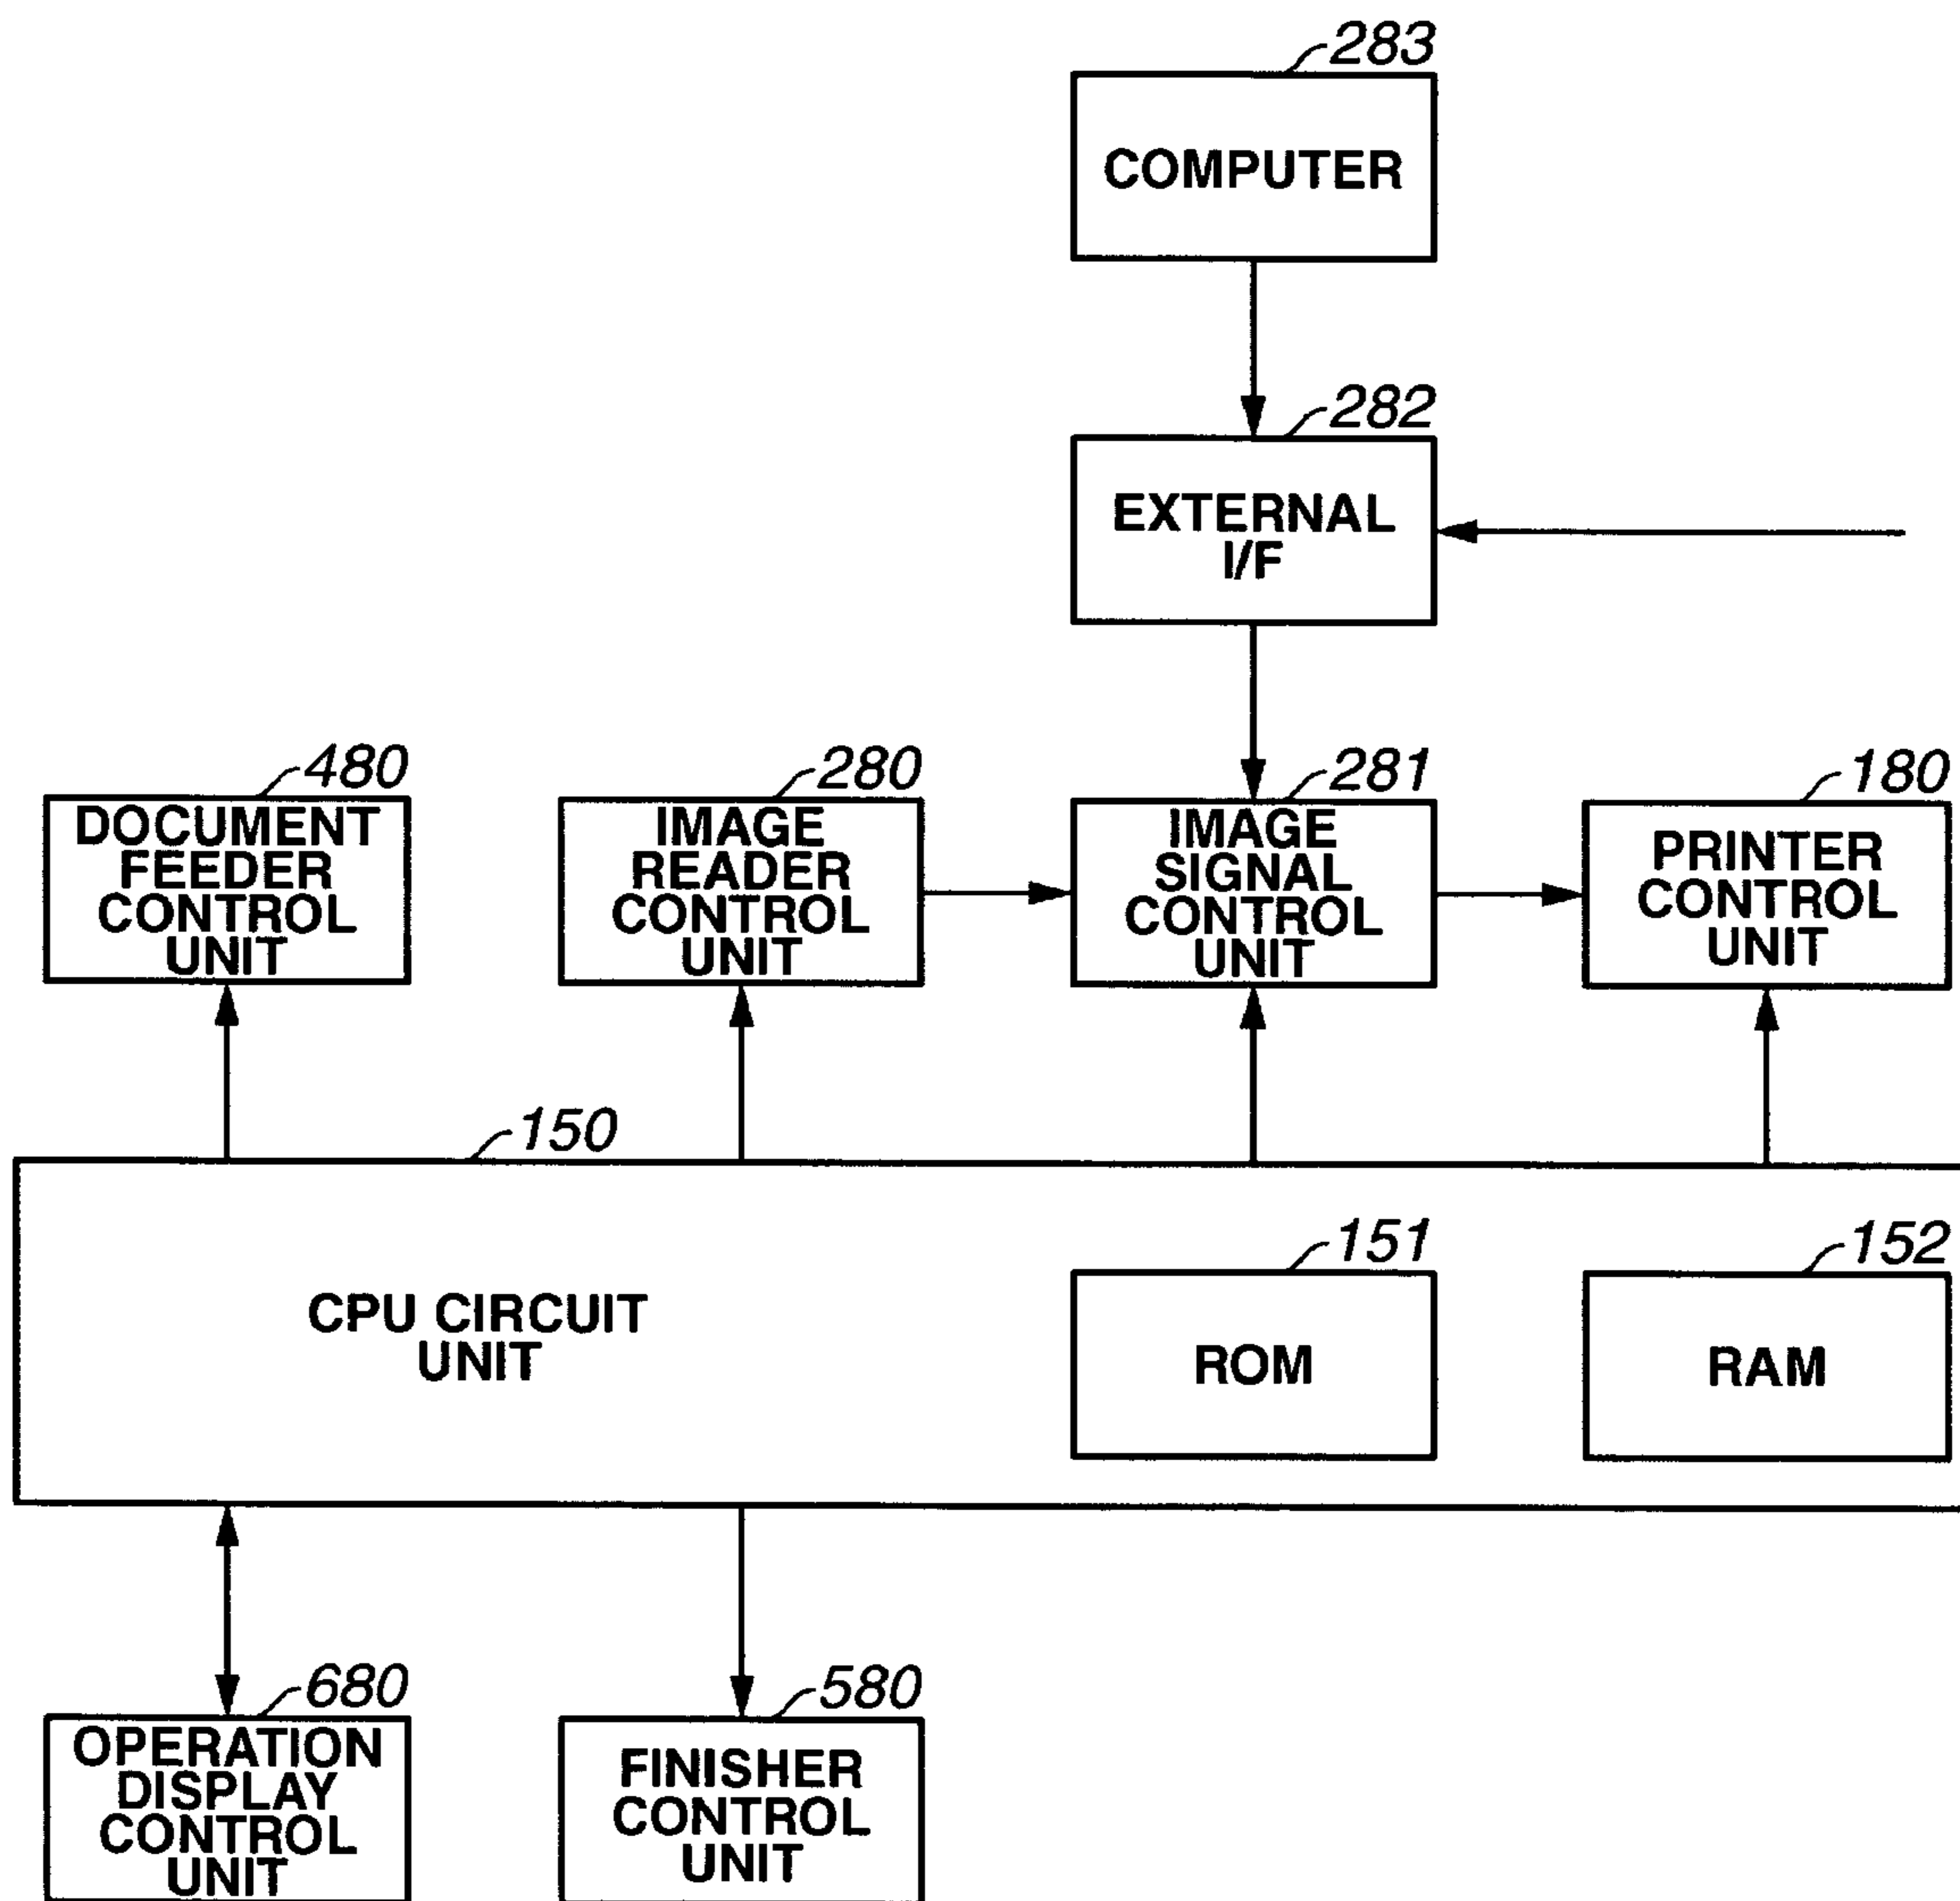 283
COMPUTER
282
EXTERNAL
I/F
480
DOCUMENT
FEEDER
CONTROL
UNIT
280
IMAGE
READER
CONTROL
UNIT
281
IMAGE
SIGNAL
CONTROL
UNIT
180
PRINTER
CONTROL
UNIT
150
CPU CIRCUIT
UNIT
151
ROM
152
RAM
680
OPERATION
DISPLAY
CONTROL
UNIT
580
FINISHER
CONTROL
UNIT